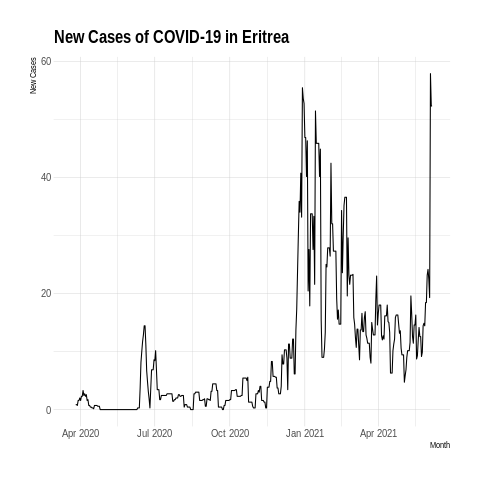 New Cases of COVID-19 in Eritrea
New Cases
60
40
20
0
Apr 2020
Jul 2020
Oct 2020
Jan 2021
Apr 2021
Month